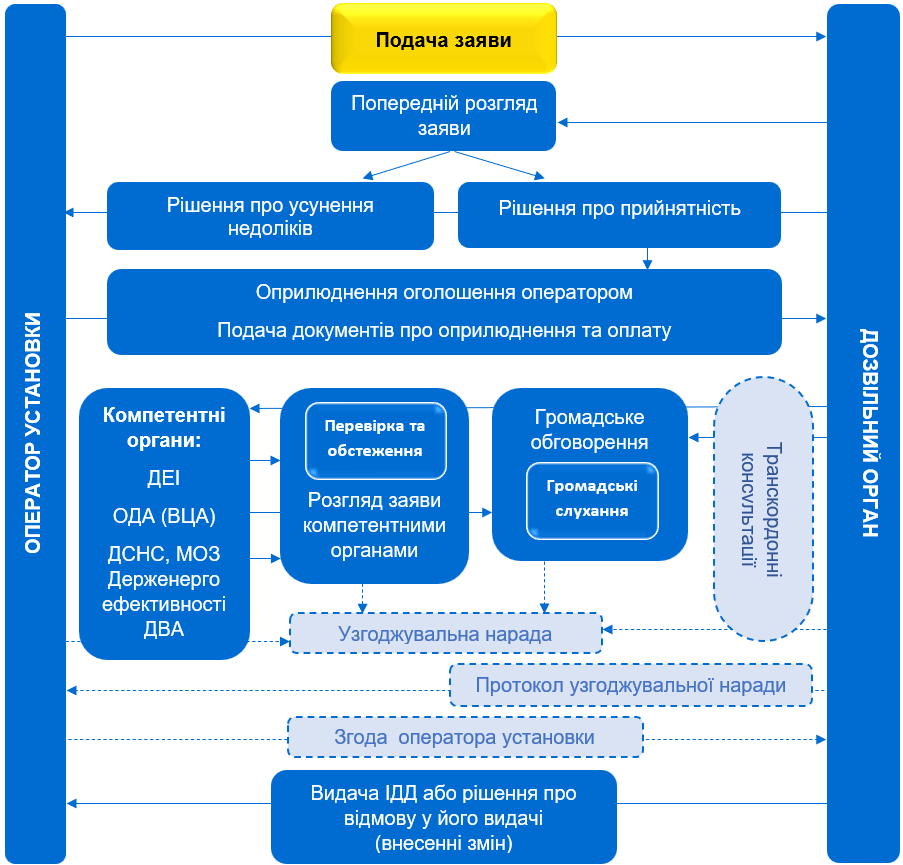 ОПЕРАТОР УСТАНОВКИ
Подача заяви
ДОЗВІЛЬНИЙ ОРГАН
Попередній розгляд
заяви
Рішення про усунення
недоліків
Рішення про прийнятність
Оприлюднення оголошення оператором
Подача документів про оприлюднення та оплату
Компетентні
органи:
ДЕІ
ОДА (ВЦА)
ДСНС, МОЗ
Держенерго
ефективності
ДВА
Перевірка та
обстеження
Розгляд заяви
компетентними
органами
Громадське
обговорення
Громадські
слухання
Транскордонні
консультації
Узгоджувальна нарада
Протокол узгоджувальної наради
Згода оператора установки
Видача ІДД або рішення про
відмову у його видачі
(внесенні змін)